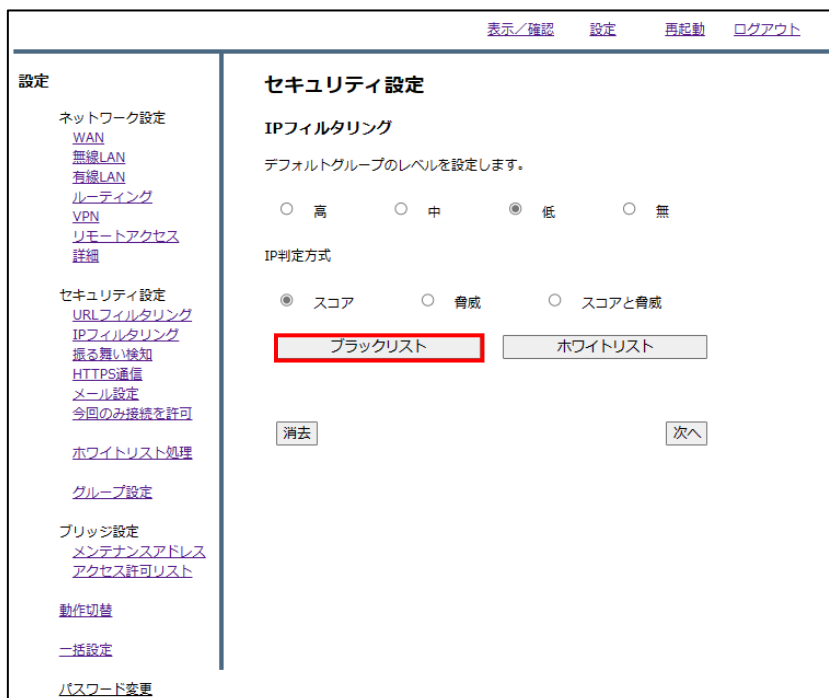 表示／確認 設定 再起動 ログアウト
設定
ネットワーク設定
WAN
無線LAN
有線LAN
ルーティング
VPN
リモートアクセス
詳細
セキュリティ設定
URLフィルタリング
IPフィルタリング
振る舞い検知
HTTPS通信
メール設定
今回のみ接続を許可
ホワイトリスト処理
グループ設定
ブリッジ設定
メンテナンスアドレス
アクセス許可リスト
動作切替
一括設定
パスワード変更
セキュリティ設定
IPフィルタリング
デフォルトグループのレベルを設定します。
高 中 低 無
IP判定方式
スコア 脅威 スコアと脅威
ブラックリスト ホワイトリスト
消去 次へ